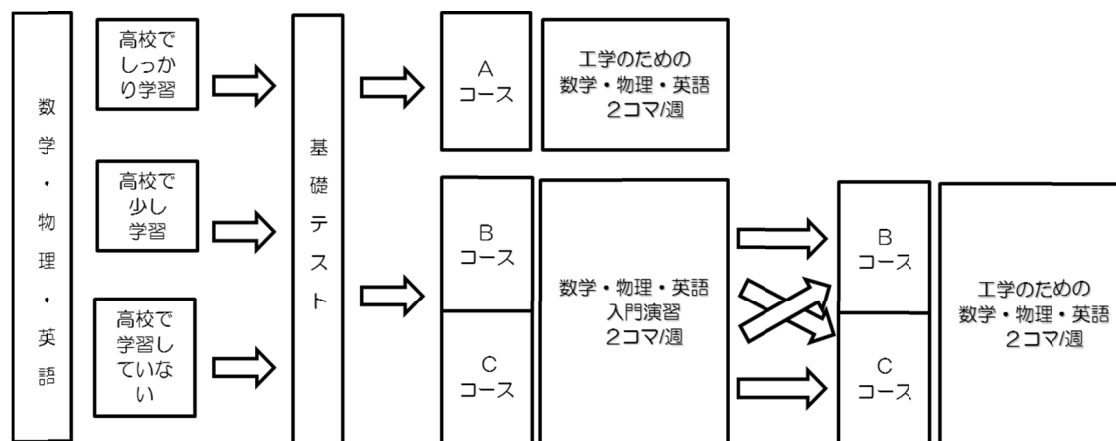 数学・物理・英語
高校で
しっか
り学習
高校で
少し
学習
高校で
学習し
ていな
い
基礎テスト
A
コース
工学のための
数学・物理・英語
２コマ/週
B
コース
C
コース
数学・物理・英語
入門演習
２コマ/週
B
コース
C
コース
工学のための
数学・物理・英語
２コマ/週